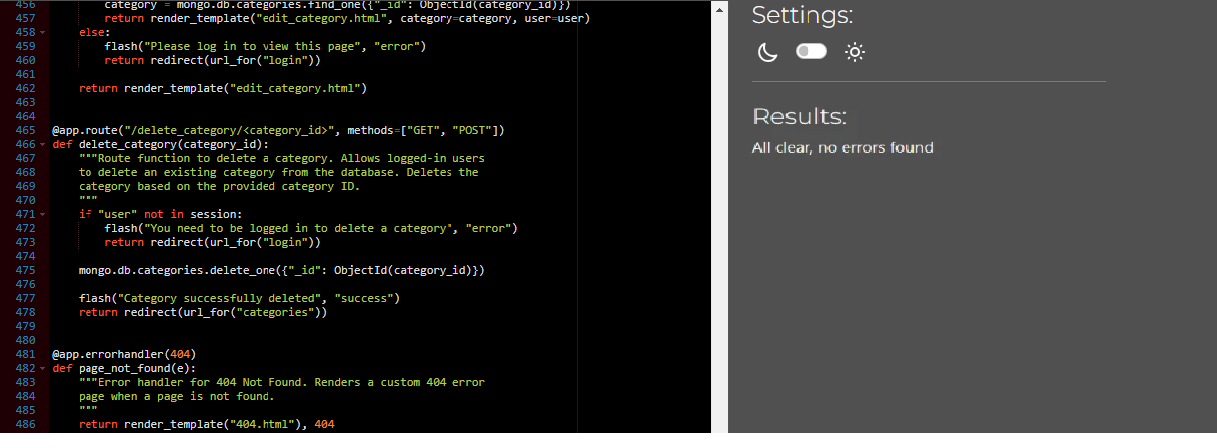 456 category = mongo.db.categories.find_one({"_id": ObjectId(category_id)})
457 return render_template("edit_category.html", category=category, user=user)
458 else:
459 flash("Please log in to view this page", "error")
460 return redirect(url_for("login"))
461
462 return render_template("edit_category.html")
463
464
465 @app.route("/delete_category/<category_id>", methods=["GET", "POST"])
466 def delete_category(category_id):
467 """Route function to delete a category. Allows logged-in users
468 to delete an existing category from the database. Deletes the
469 category based on the provided category ID.
470 """
471 if "user" not in session:
472 flash("You need to be logged in to delete a category", "error")
473 return redirect(url_for("login"))
474
475 mongo.db.categories.delete_one({"_id": ObjectId(category_id)})
476
477 flash("Category successfully deleted", "success")
478 return redirect(url_for("categories"))
479
480
481 @app.errorhandler(404)
482 def page_not_found(e):
483 """Error handler for 404 Not Found. Renders a custom 404 error
484 page when a page is not found.
485 """
486 return render_template("404.html"), 404
Settings:
Results:
All clear, no errors found